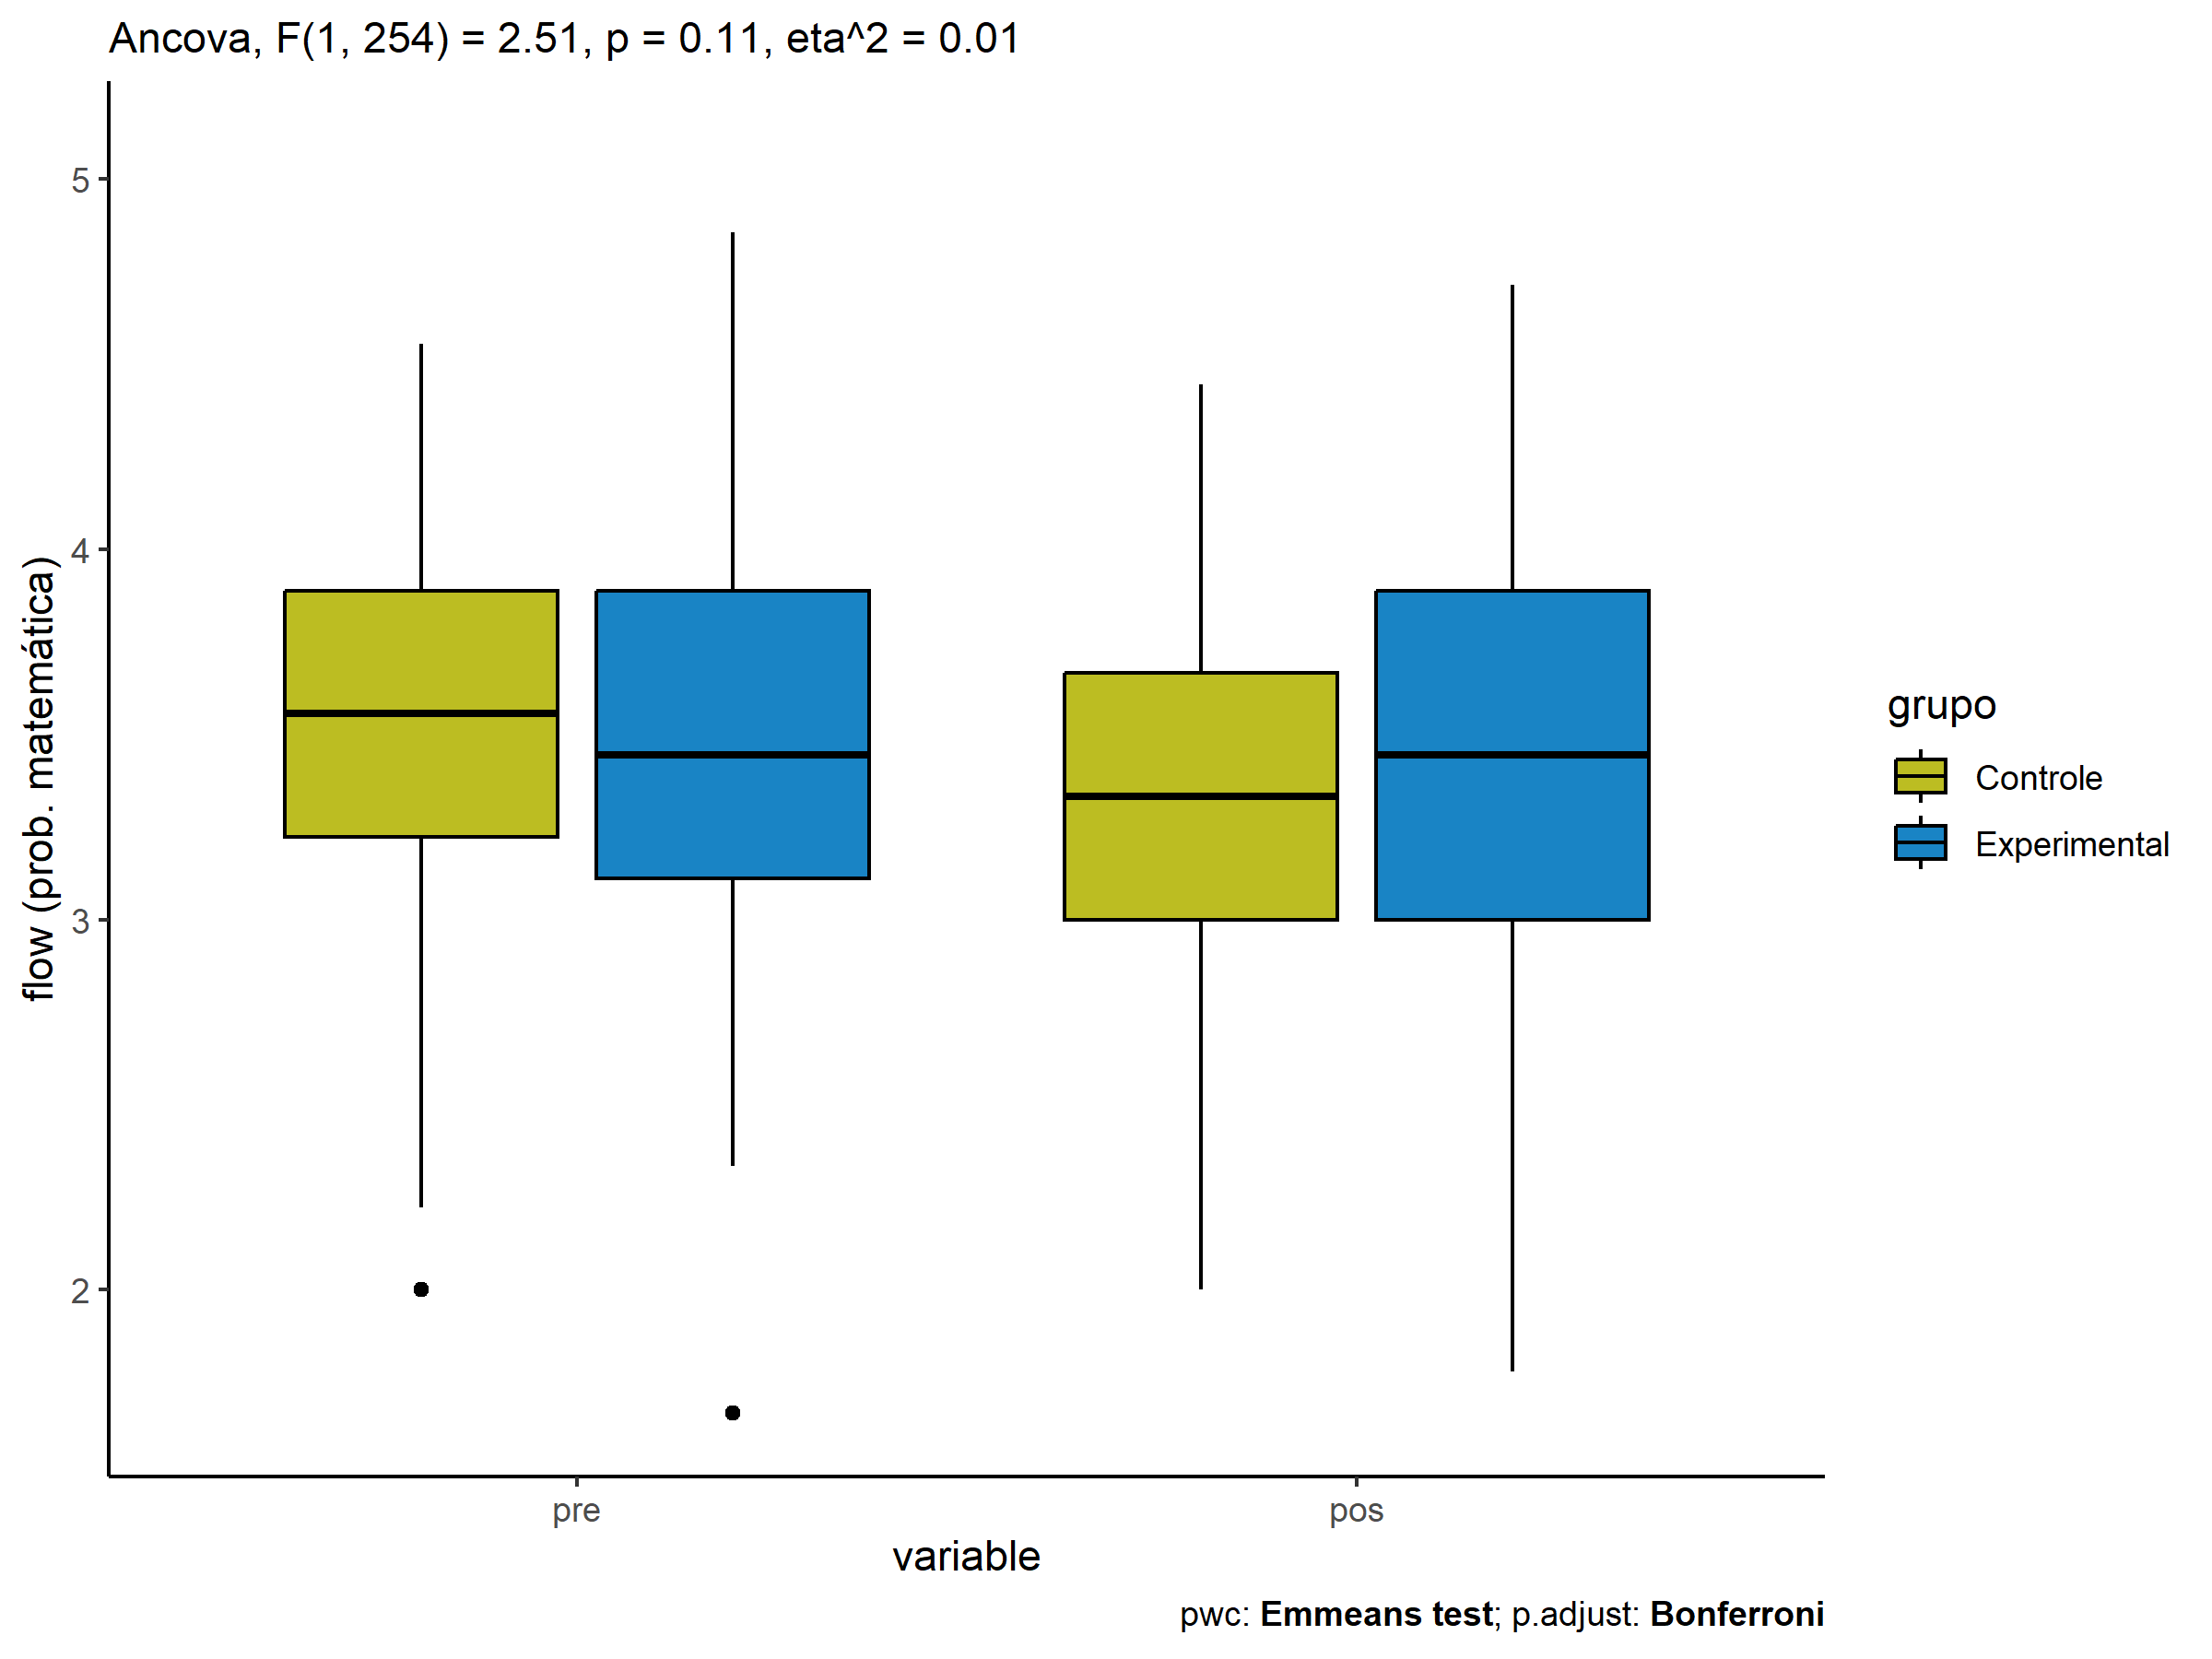 Ancova, F(1, 254) = 2.51, p = 0.11, eta^2 = 0.01
flow (prob. matemática)
5
4
3
2
pre
pos
variable
grupo
Controle
Experimental
pwc: Emmeans test; p.adjust: Bonferroni